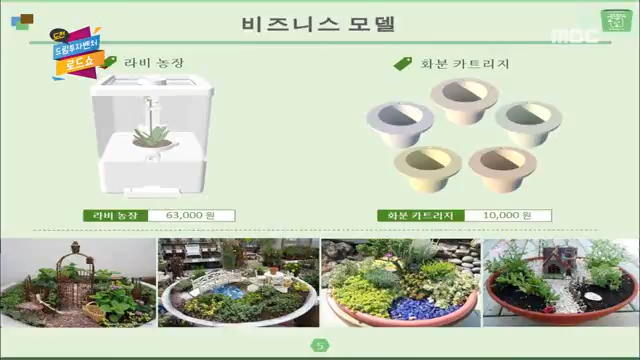 비즈니스 모델
MBC
도전
드림투자벤처
로드쇼
라비 농장
화분 카트리지
라비 농장 63,000 원
화분 카트리지 10,000 원
5